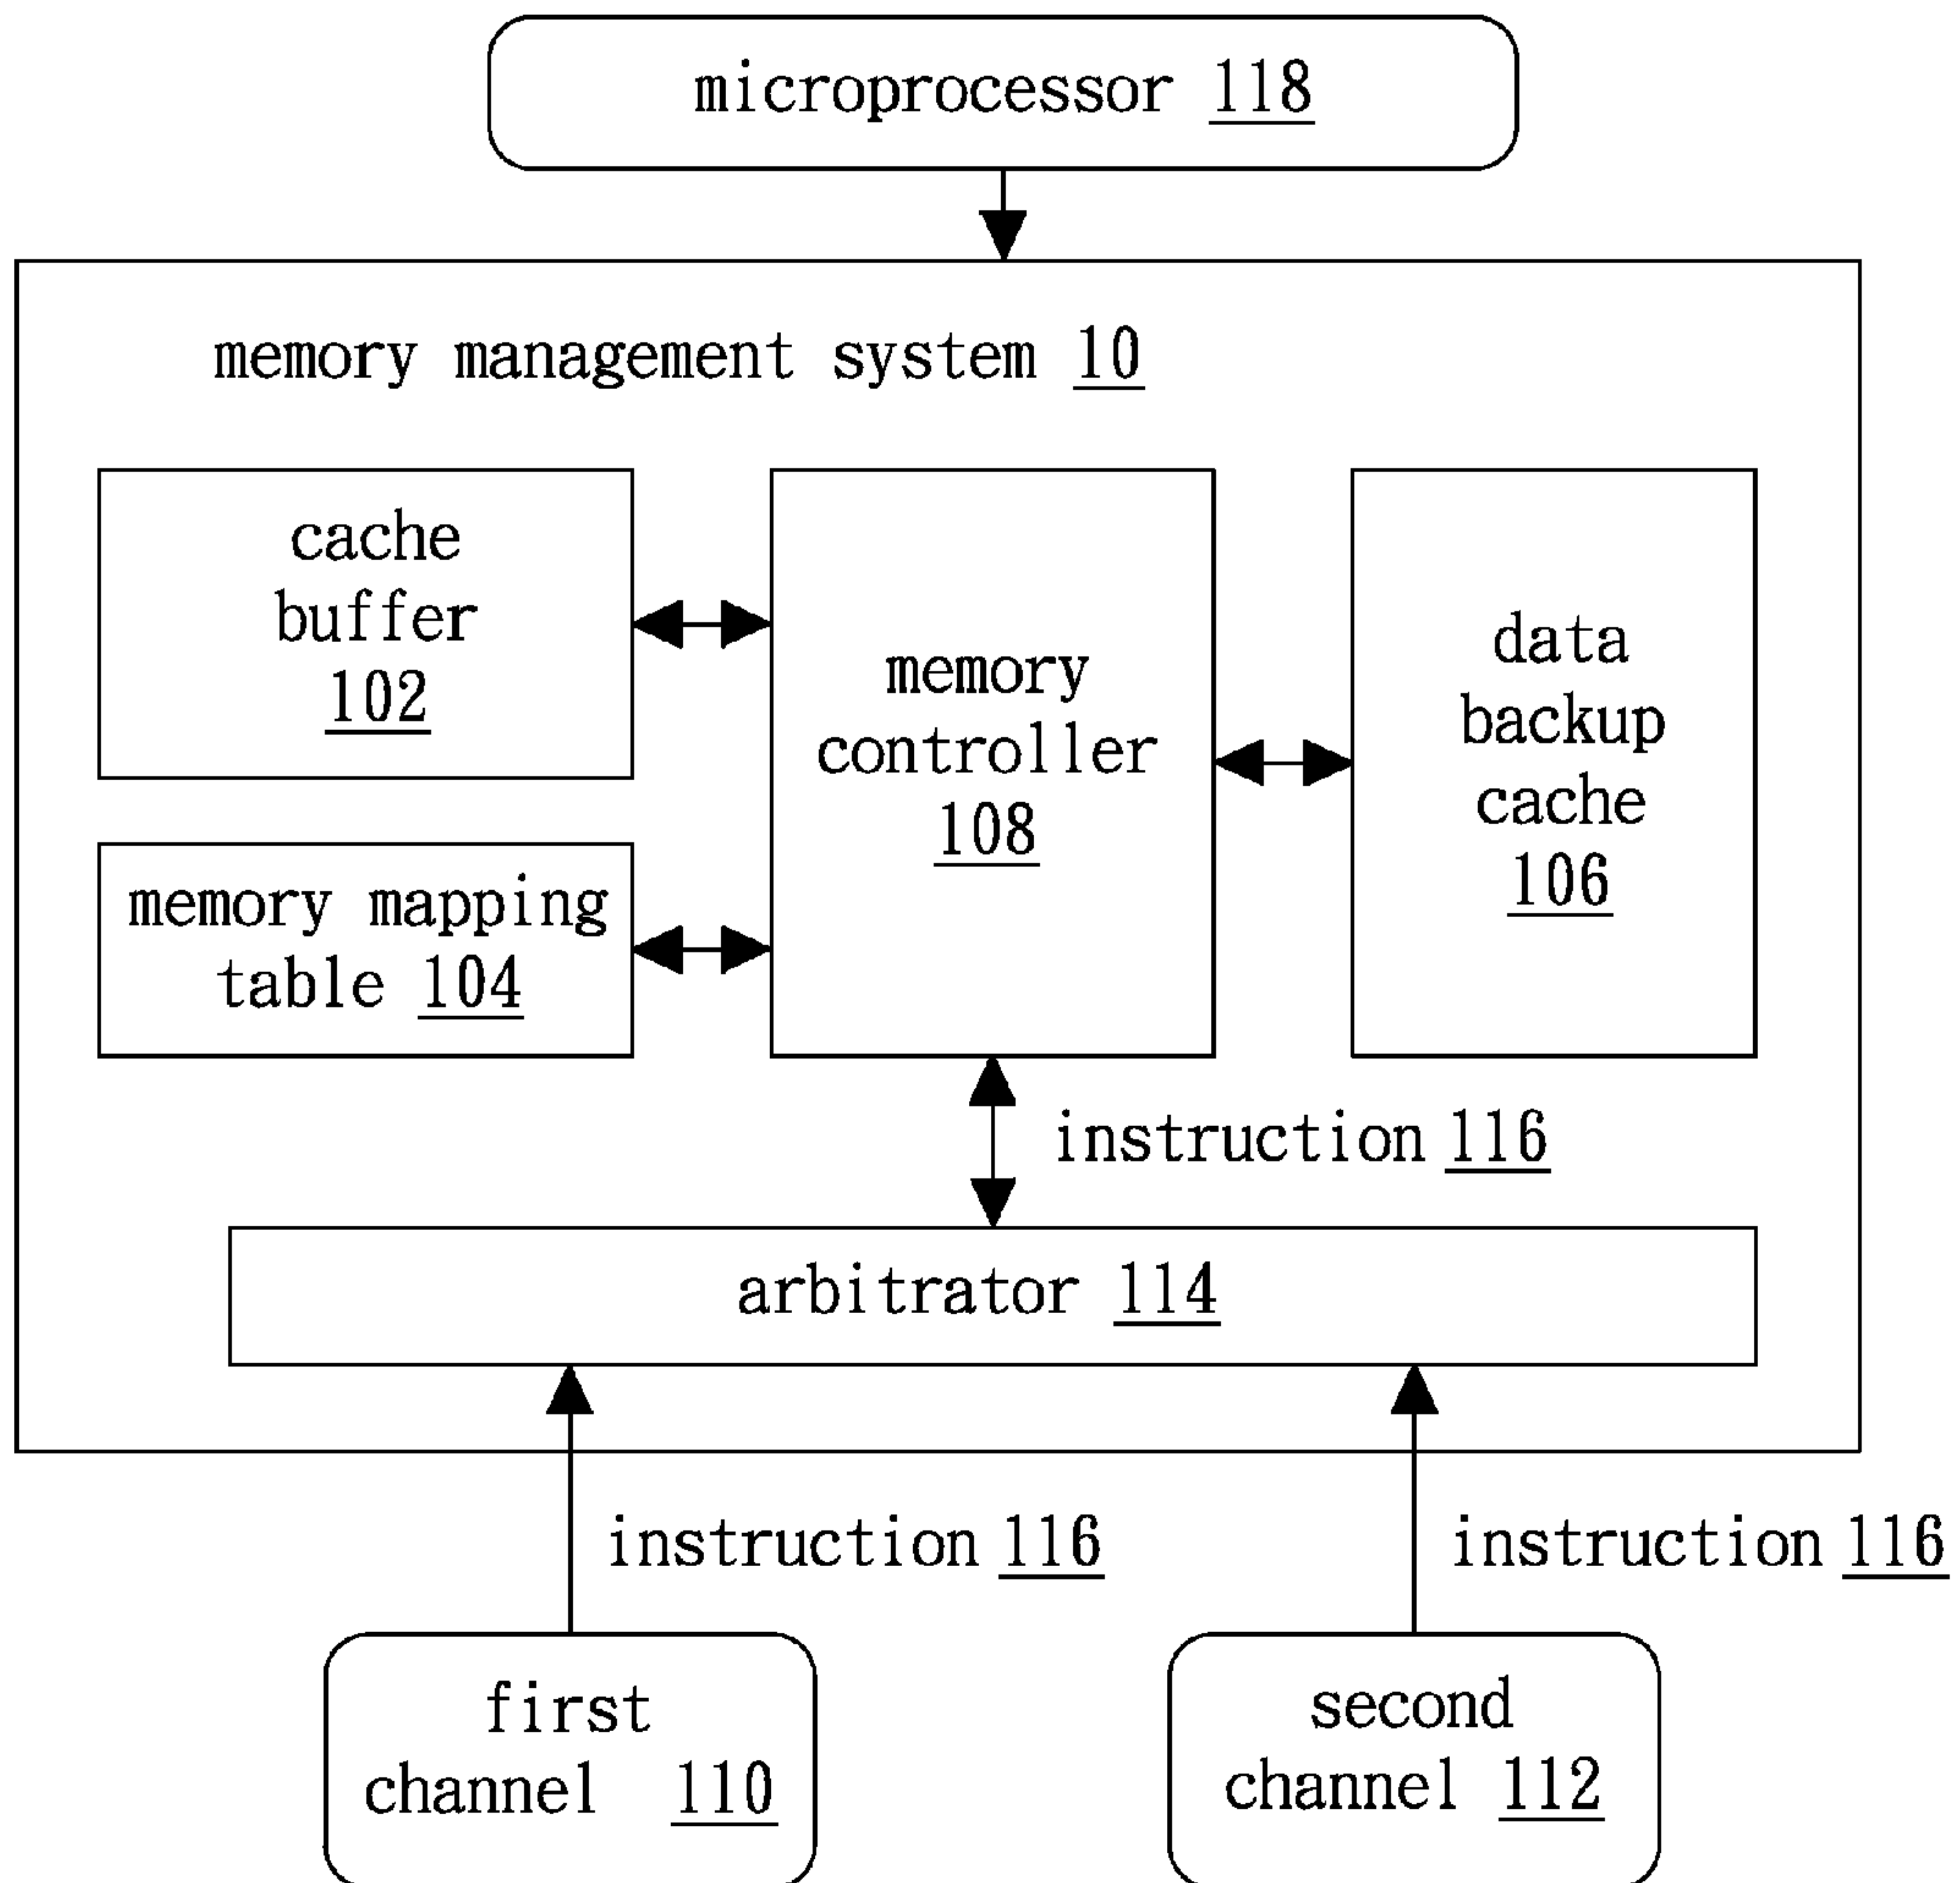 microprocessor 118
memory management system 10
cache
buffer
102
memory mapping
table 104
memory
controller
108
data
backup
cache
106
instruction 116
arbitrator 114
instruction 116
instruction 116
first
channel 110
second
channel 112